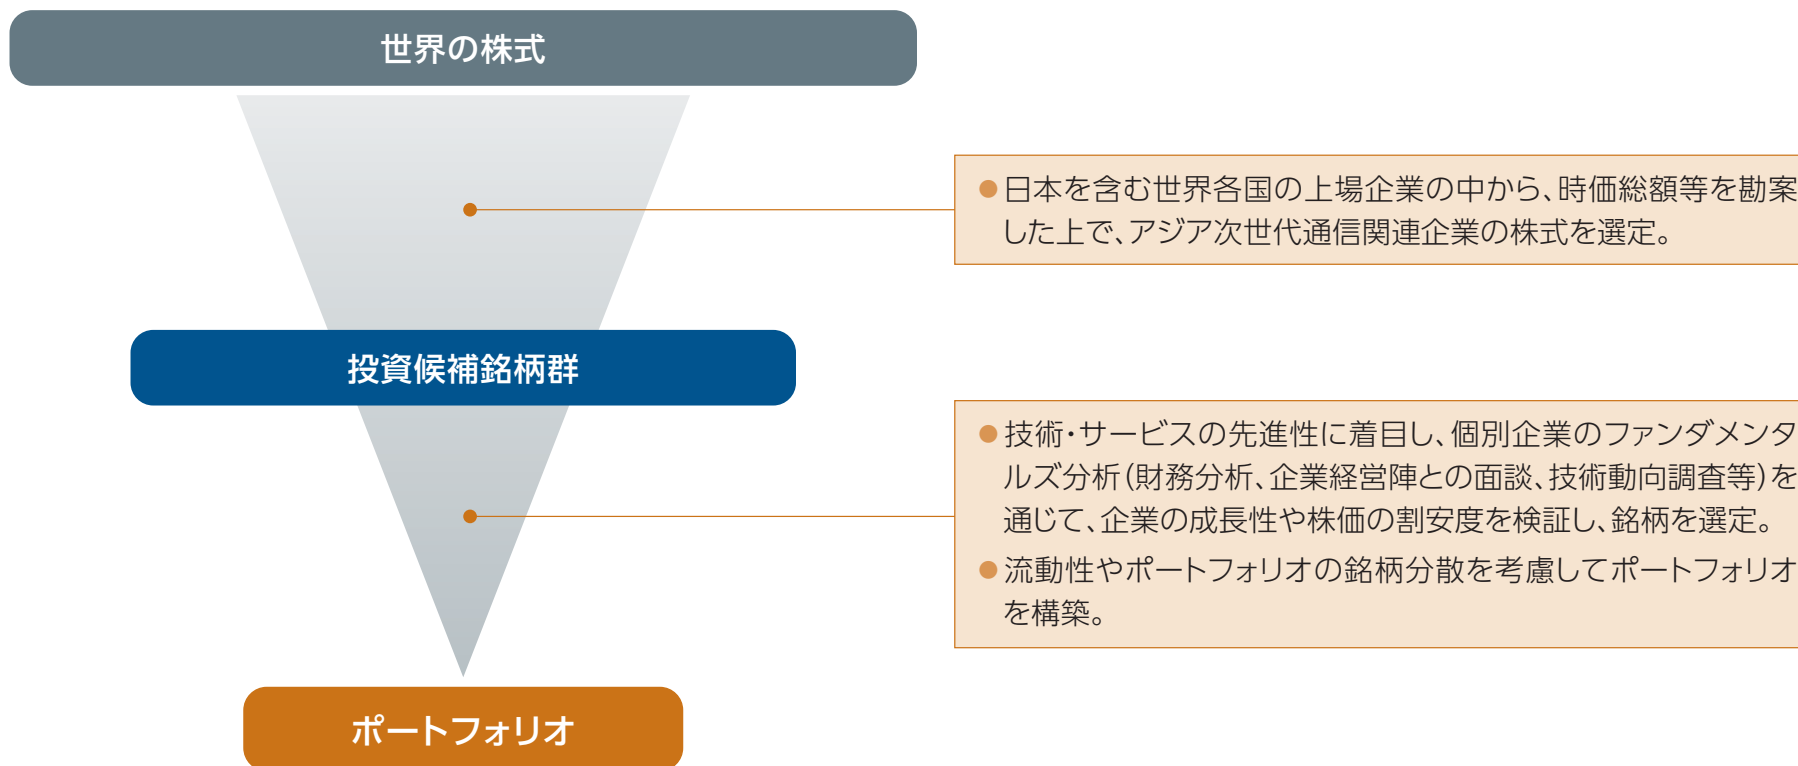 世界の株式
●日本を含む世界各国の上場企業の中から、時価総額等を勘案
した上で、アジア次世代通信関連企業の株式を選定。
投資候補銘柄群
●技術・サービスの先進性に着目し、個別企業のファンダメンタ
ルズ分析(財務分析、企業経営陣との面談、技術動向調査等)を
通じて、企業の成長性や株価の割安度を検証し、銘柄を選定。
●流動性やポートフォリオの銘柄分散を考慮してポートフォリオ
を構築。
ポートフォリオ